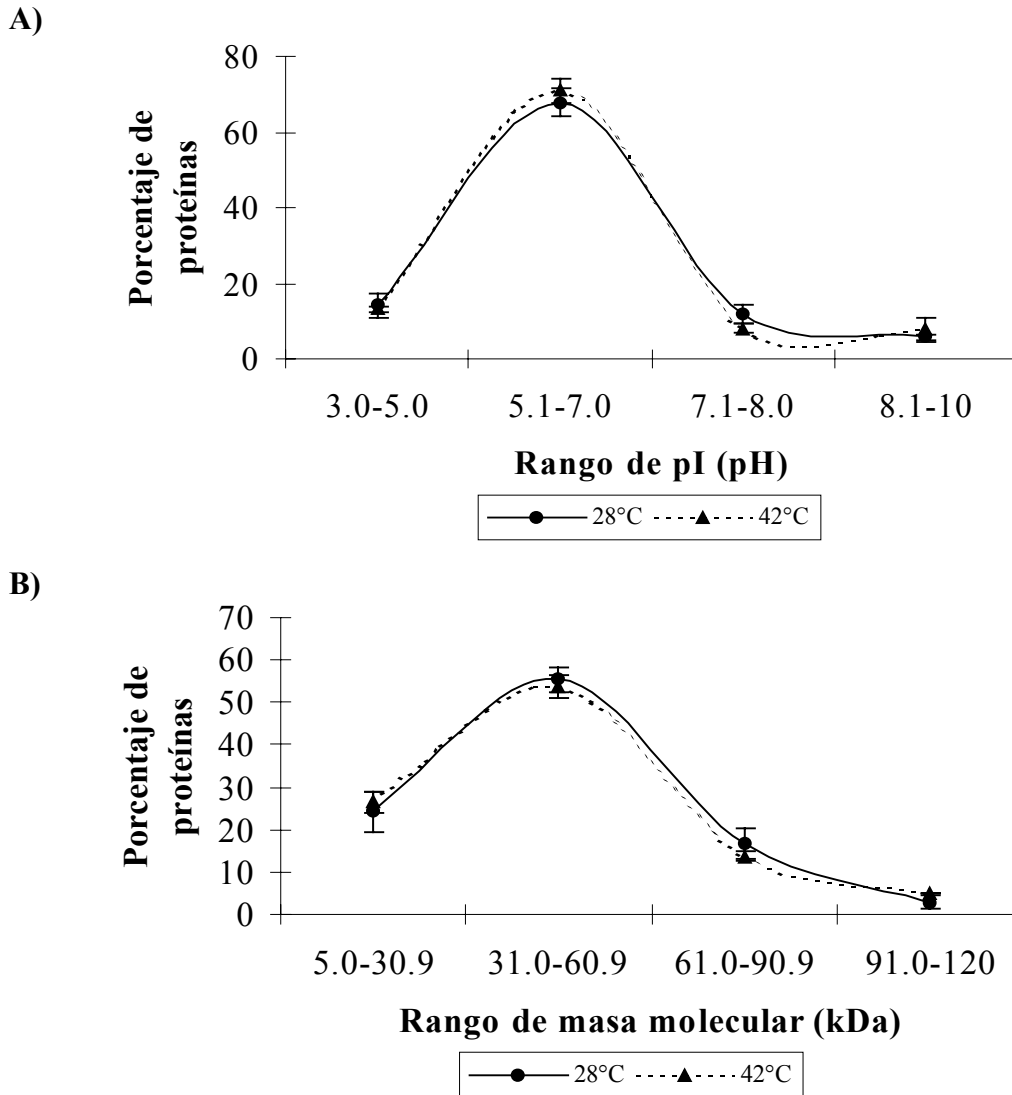 A)
Porcentaje de
proteínas
80
60
40
20
0
3.0-5.0 5.1-7.0 7.1-8.0 8.1-10
Rango de pI (pH)
28°C 42°C
B)
Porcentaje de
proteínas
70
60
50
40
30
20
10
0
5.0-30.9 31.0-60.9 61.0-90.9 91.0-120
Rango de masa molecular (kDa)
28°C 42°C